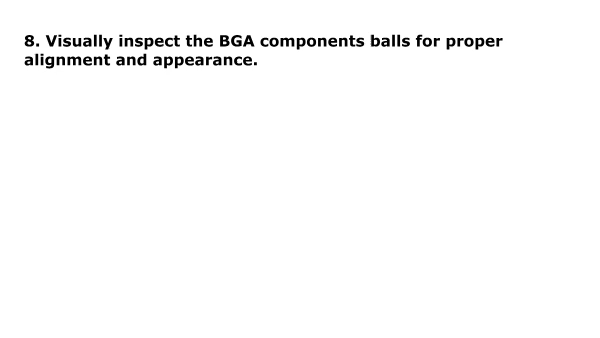 8. Visually inspect the BGA components balls for proper
alignment and appearance.